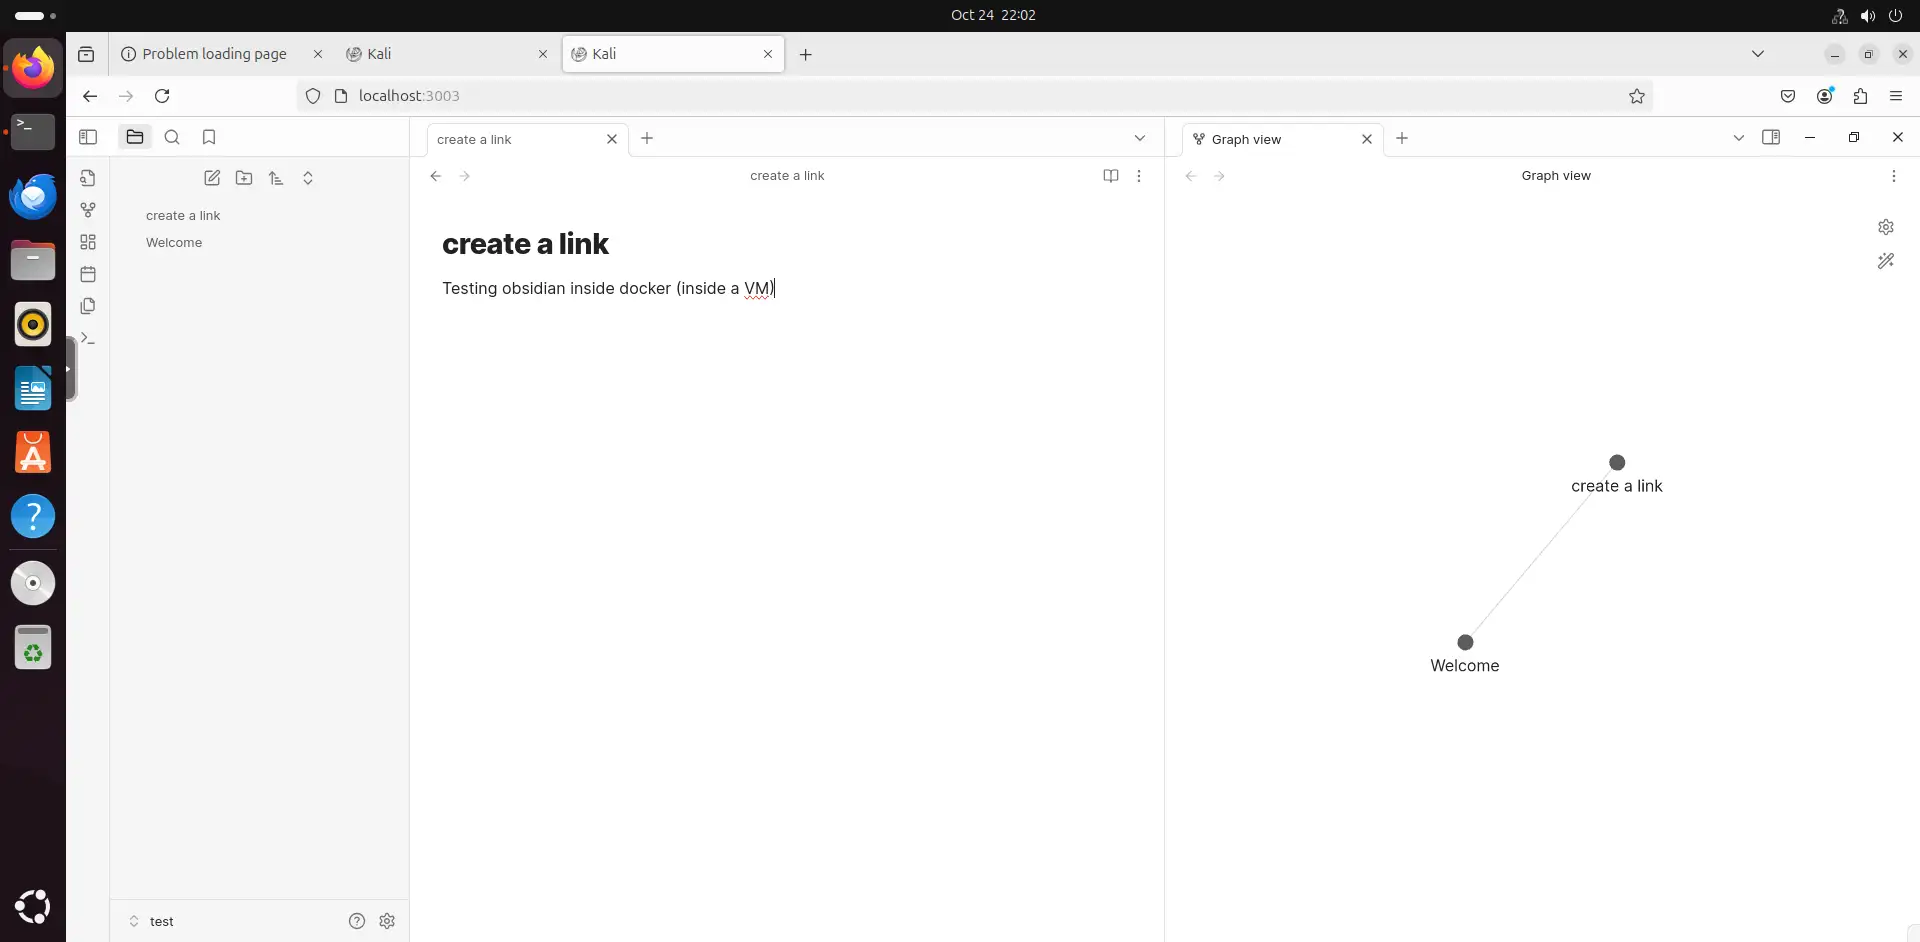 Oct 24 22:02
Problem loading page
Kali
Kali
localhost:3003
create a link
Graph view
create a link
Graph view
create a link
Welcome
create a link
Testing obsidian inside docker (inside a VM)
create a link
Welcome
test